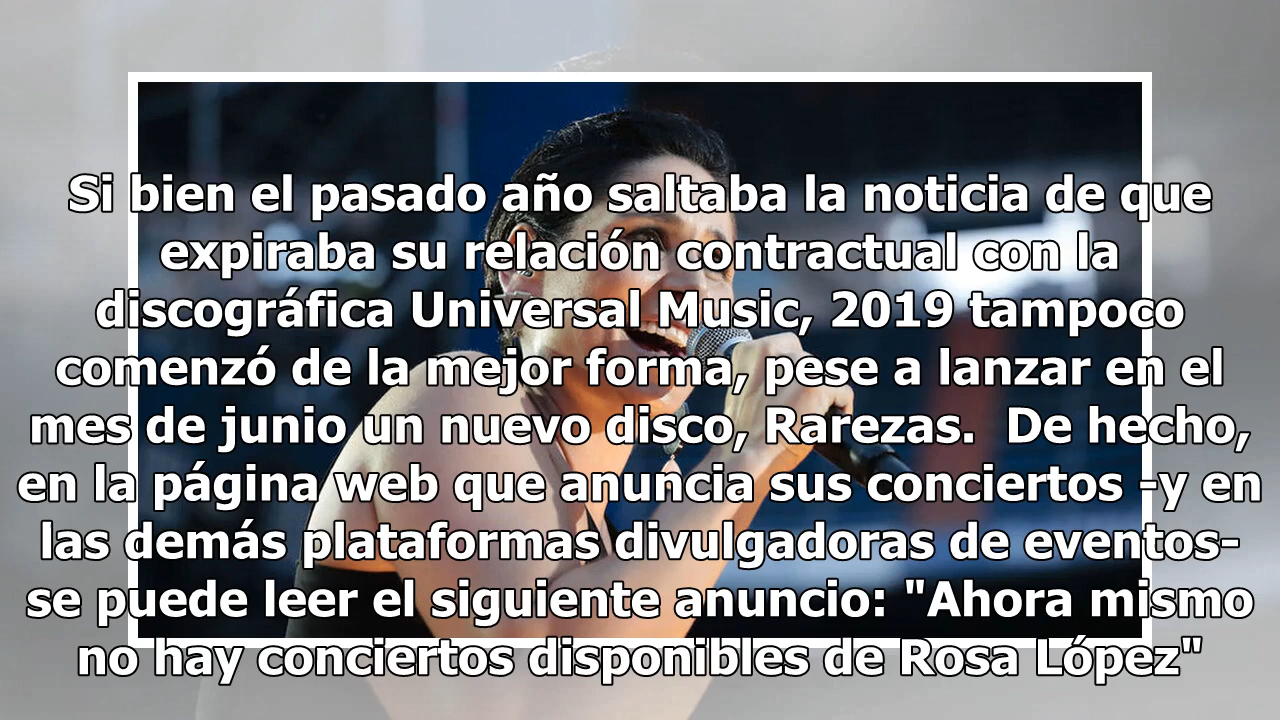 Si bien el pasado año saltaba la noticia de que
expiraba su relación contractual con la
discográfica Universal Music, 2019 tampoco
comenzó de la mejor forma, pese a lanzar en el
mes de junio un nuevo disco, Rarezas.  De hecho,
en la página web que anuncia sus conciertos -y en
las demás plataformas divulgadoras de eventos-
se puede leer el siguiente anuncio: "Ahora mismo
no hay conciertos disponibles de Rosa López"